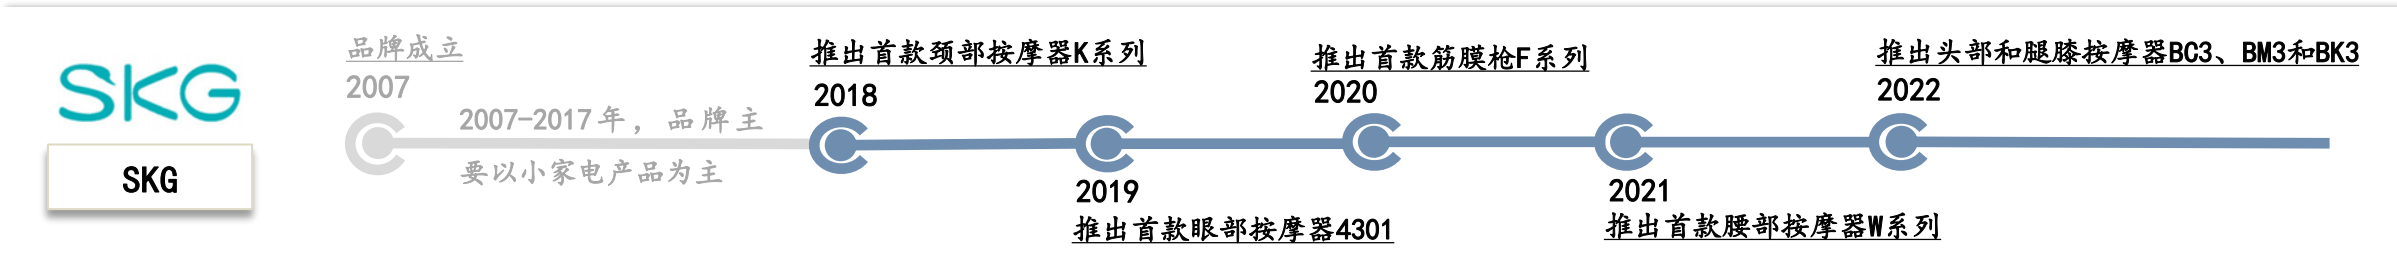 SKG
SKG
品牌成立
2007
2007-2017年，品牌主
要以小家电产品为主
推出首款颈部按摩器K系列
2018
2019
推出首款眼部按摩器4301
推出首款筋膜枪F系列
2020
2021
推出首款腰部按摩器W系列
推出头部和腿膝按摩器BC3、BM3和BK3
2022